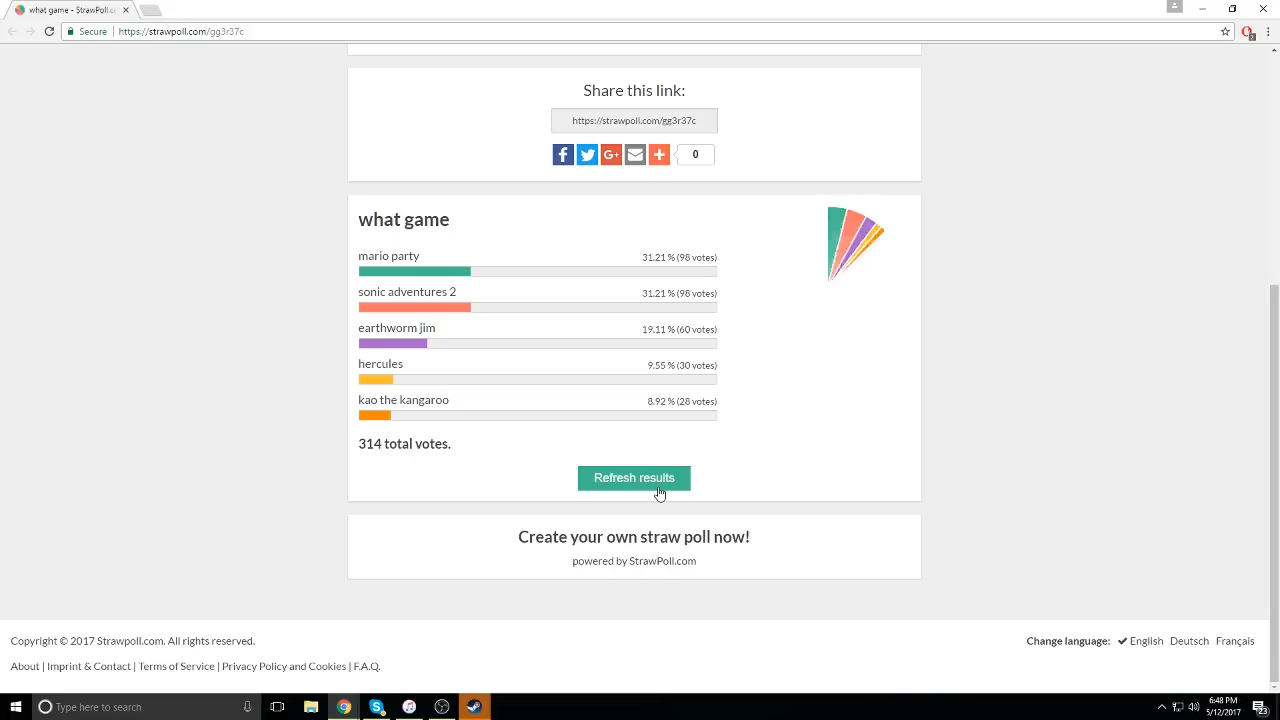 what game - StrawPoll.c
Secure
https://strawpoll.com/gg3r37c
Share this link:
https://strawpoll.com/gg3r37c
0
what game
mario party
31.21 % (98 votes)
sonic adventures 2
31.21 % (98 votes)
earthworm jim
19.11 % (60 votes)
hercules
9.55 % (30 votes)
kao the kangaroo
8.92 % (28 votes)
314 total votes.
Refresh results
Create your own straw poll now!
powered by StrawPoll.com
Copyright © 2017 Strawpoll.com. All rights reserved.
Change language: English Deutsch Français
About | Imprint & Contact | Terms of Service | Privacy Policy and Cookies | F.A.Q.
Type here to search
6:48 PM
5/12/2017
23